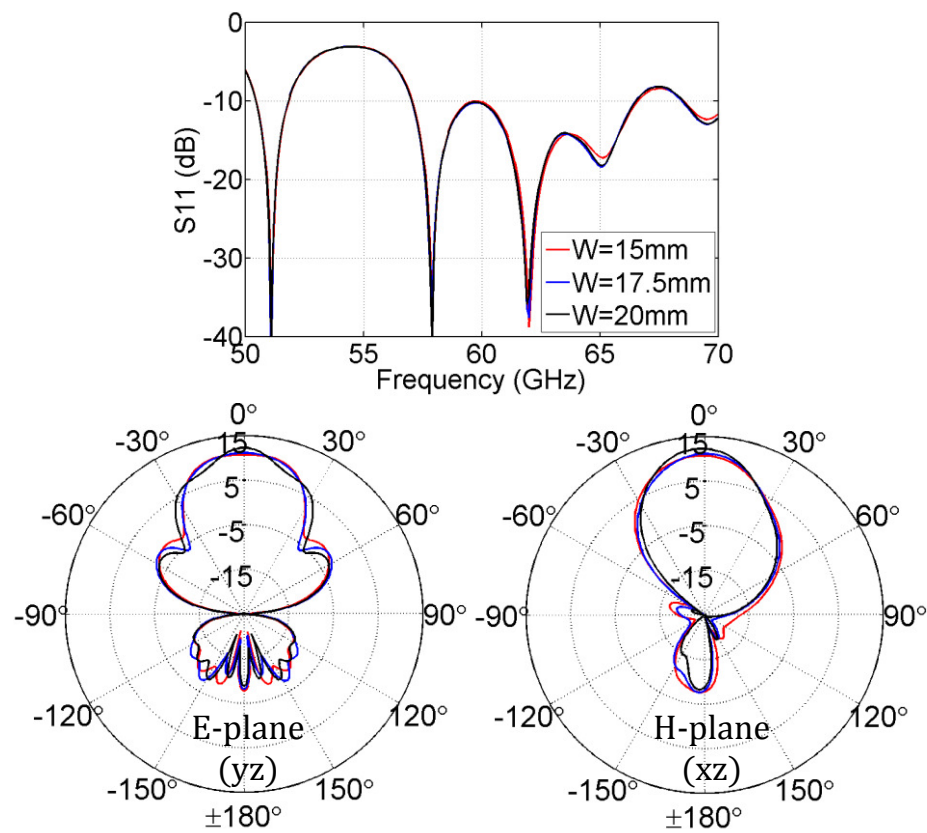 0
-10
-20
-30
-40
S11 (dB)
W=15mm
W=17.5mm
W=20mm
50 55 60 65 70
Frequency (GHz)
0°
-30° 30°
-60° 60°
-90° 90°
-120° 120°
-150° 150°
±180°
15
5
-5
-15
E-plane
(yz)
0°
-30° 30°
-60° 60°
-90° 90°
-120° 120°
-150° 150°
±180°
15
5
-5
-15
H-plane
(xz)